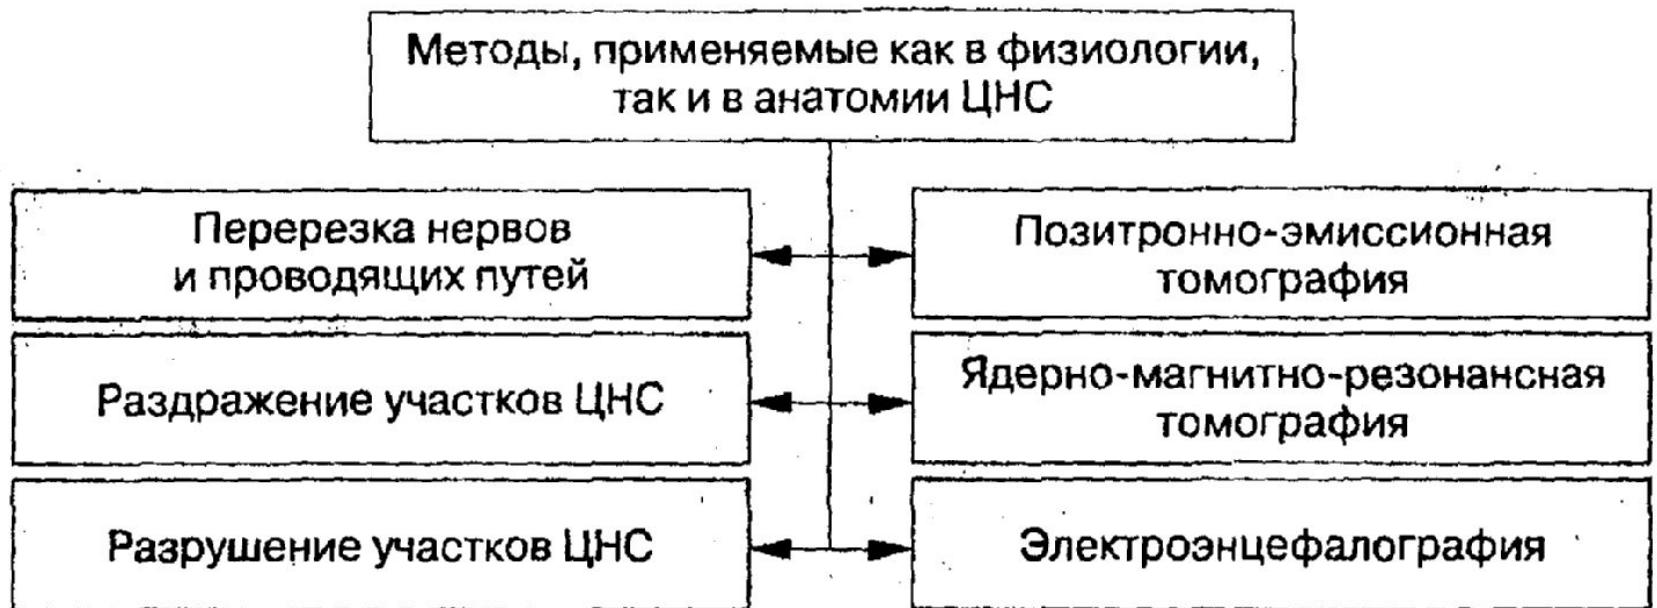 Методы, применяемые как в физиологии,
так и в анатомии ЦНС
Перерезка нервов
и проводящих путей
Позитронно-эмиссионная
томография
Раздражение участков ЦНС
Ядерно-магнитно-резонансная
томография
Разрушение участков ЦНС
Электроэнцефалография